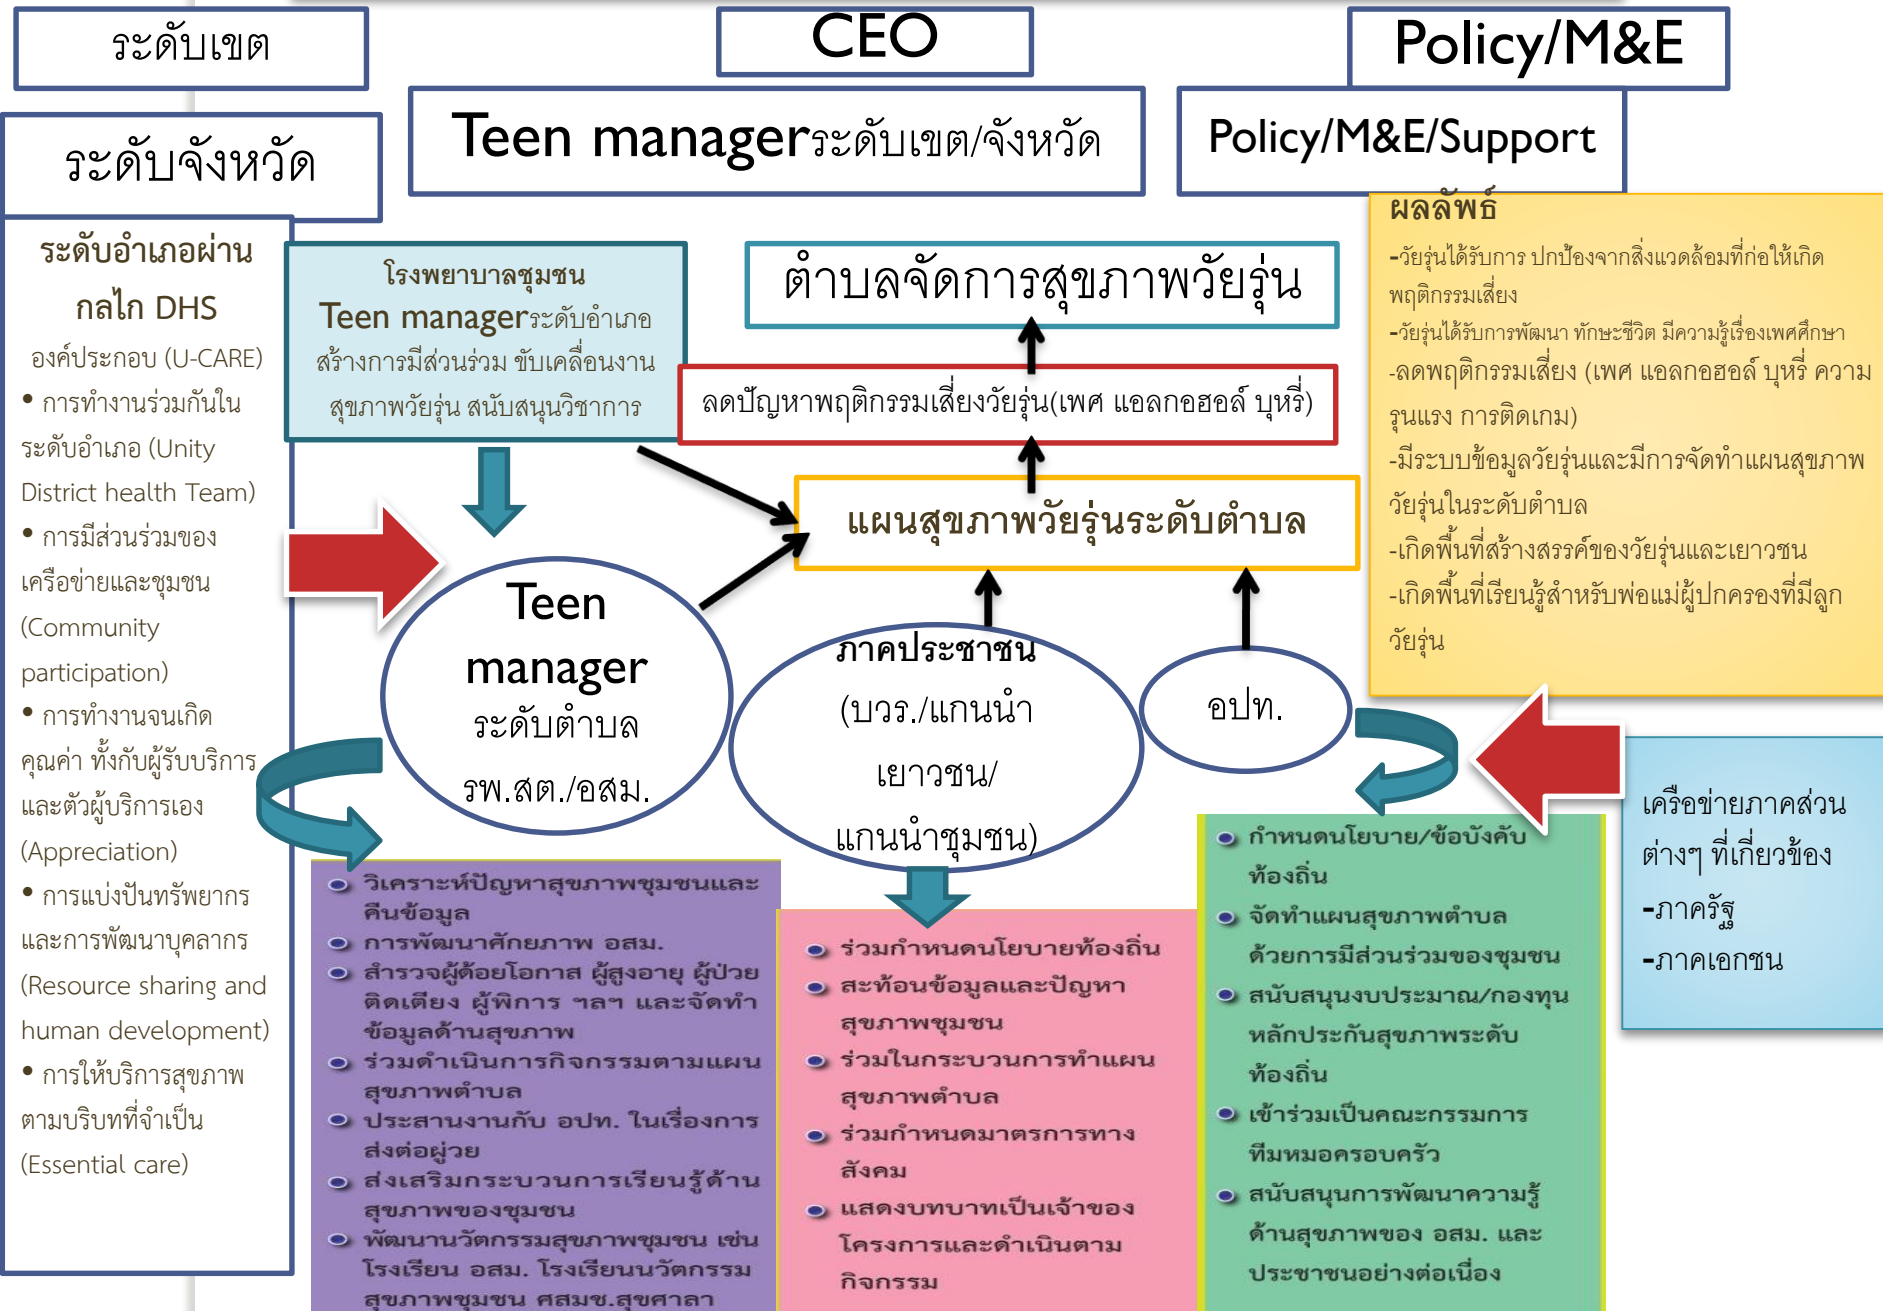 ระดับเขต
CEO
Policy/M&E
ระดับจังหวัด
Teen managerระดับเขต/จังหวัด
Policy/M&E/Support
ระดับอำเภอผ่าน
กลไก DHS
องค์ประกอบ (U-CARE)
• การทำงานร่วมกันใน
ระดับอำเภอ (Unity
District health Team)
• การมีส่วนร่วมของ
เครือข่ายและชุมชน
(Community
participation)
• การทำงานจนเกิด
คุณค่า ทั้งกับผู้รับบริการ
และตัวผู้บริการเอง
(Appreciation)
• การแบ่งปันทรัพยากร
และการพัฒนาบุคลากร
(Resource sharing and
human development)
• การให้บริการสุขภาพ
ตามบริบทที่จำเป็น
(Essential care)
โรงพยาบาลชุมชน
Teen managerระดับอำเภอ
สร้างการมีส่วนร่วม ขับเคลื่อนงาน
สุขภาพวัยรุ่น สนับสนุนวิชาการ
ตำบลจัดการสุขภาพวัยรุ่น
ลดปัญหาพฤติกรรมเสี่ยงวัยรุ่น(เพศ แอลกอฮอล์ บุหรี่)
แผนสุขภาพวัยรุ่นระดับตำบล
ผลลัพธ์
-วัยรุ่นได้รับการ ปกป้องจากสิ่งแวดล้อมที่ก่อให้เกิด
พฤติกรรมเสี่ยง
-วัยรุ่นได้รับการพัฒนา ทักษะชีวิต มีความรู้เรื่องเพศศึกษา
-ลดพฤติกรรมเสี่ยง (เพศ แอลกอฮอล์ บุหรี่ ความ
รุนแรง การติดเกม)
-มีระบบข้อมูลวัยรุ่นและมีการจัดทำแผนสุขภาพ
วัยรุ่นในระดับตำบล
-เกิดพื้นที่สร้างสรรค์ของวัยรุ่นและเยาวชน
-เกิดพื้นที่เรียนรู้สำหรับพ่อแม่ผู้ปกครองที่มีลูก
วัยรุ่น
Teen
manager
ระดับตำบล
รพ.สต./อสม.
ภาคประชาชน
(บวร./แกนนำ
เยาวชน/
แกนนำชุมชน)
อปท.
เครือข่ายภาคส่วน
ต่างๆ ที่เกี่ยวข้อง
-ภาครัฐ
-ภาคเอกชน
• วิเคราะห์ปัญหาสุขภาพชุมชนและ
คืนข้อมูล
• การพัฒนาศักยภาพ อสม.
• สำรวจผู้ด้อยโอกาส ผู้สูงอายุ ผู้ป่วย
ติดเตียง ผู้พิการ ฯลฯ และจัดทำ
ข้อมูลด้านสุขภาพ
• ร่วมดำเนินการกิจกรรมตามแผน
สุขภาพตำบล
• ประสานงานกับ อปท. ในเรื่องการ
ส่งต่อผู่วย
• ส่งเสริมกระบวนการเรียนรู้ด้าน
สุขภาพของชุมชน
• พัฒนานวัตกรรมสุขภาพชุมชน เช่น
โรงเรียน อสม. โรงเรียนนวัตกรรม
สุขภาพชุมชน ศสมช.สุขศาลา
• ร่วมกำหนดนโยบายท้องถิ่น
• สะท้อนข้อมูลและปัญหา
สุขภาพชุมชน
• ร่วมในกระบวนการทำแผน
สุขภาพตำบล
• ร่วมกำหนดมาตรการทาง
สังคม
• แสดงบทบาทเป็นเจ้าของ
โครงการและดำเนินตาม
กิจกรรม
• กำหนดนโยบาย/ข้อบังคับ
ท้องถิ่น
• จัดทำแผนสุขภาพตำบล
ด้วยการมีส่วนร่วมของชุมชน
• สนับสนุนงบประมาณ/กองทุน
หลักประกันสุขภาพระดับ
ท้องถิ่น
• เข้าร่วมเป็นคณะกรรมการ
ทีมหมอครอบครัว
• สนับสนุนการพัฒนาความรู้
ด้านสุขภาพของ อสม. และ
ประชาชนอย่างต่อเนื่อง